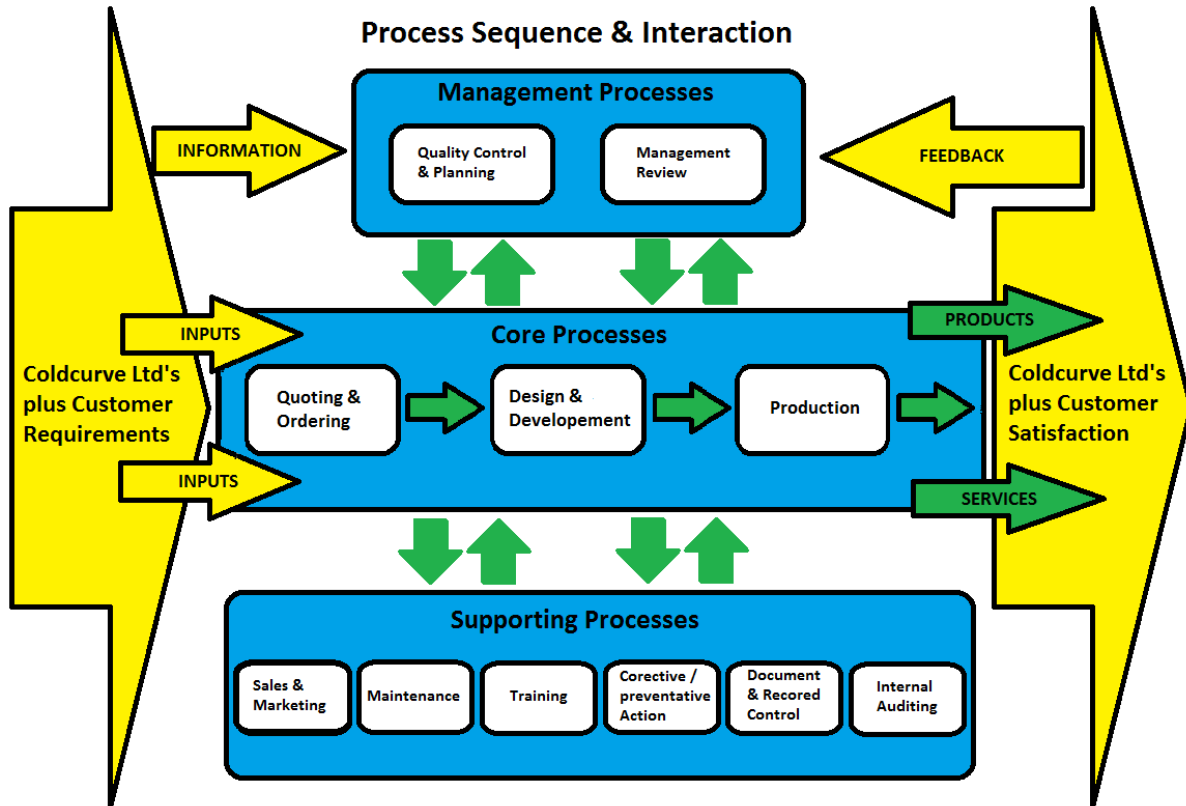 Process Sequence & Interaction
Management Processes
INFORMATION
Quality Control
& Planning
Management
Review
FEEDBACK
Core Processes
INPUTS
PRODUCTS
Coldcurve Ltd's
plus Customer
Requirements
Quoting &
Ordering
Design &
Developement
Production
Coldcurve Ltd's
plus Customer
Satisfaction
INPUTS
SERVICES
Supporting Processes
Sales &
Marketing
Maintenance
Training
Corective /
preventative
Action
Document
& Recored
Control
Internal
Auditing